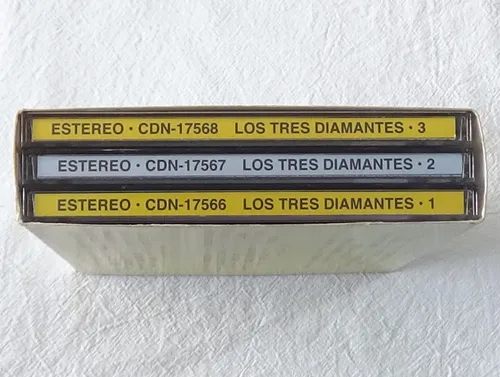 ESTEREO · CDN-17568 LOS TRES DIAMANTES · 3
ESTEREO · CDN-17567 LOS TRES DIAMANTES · 2
ESTEREO · CDN-17566 LOS TRES DIAMANTES · 1